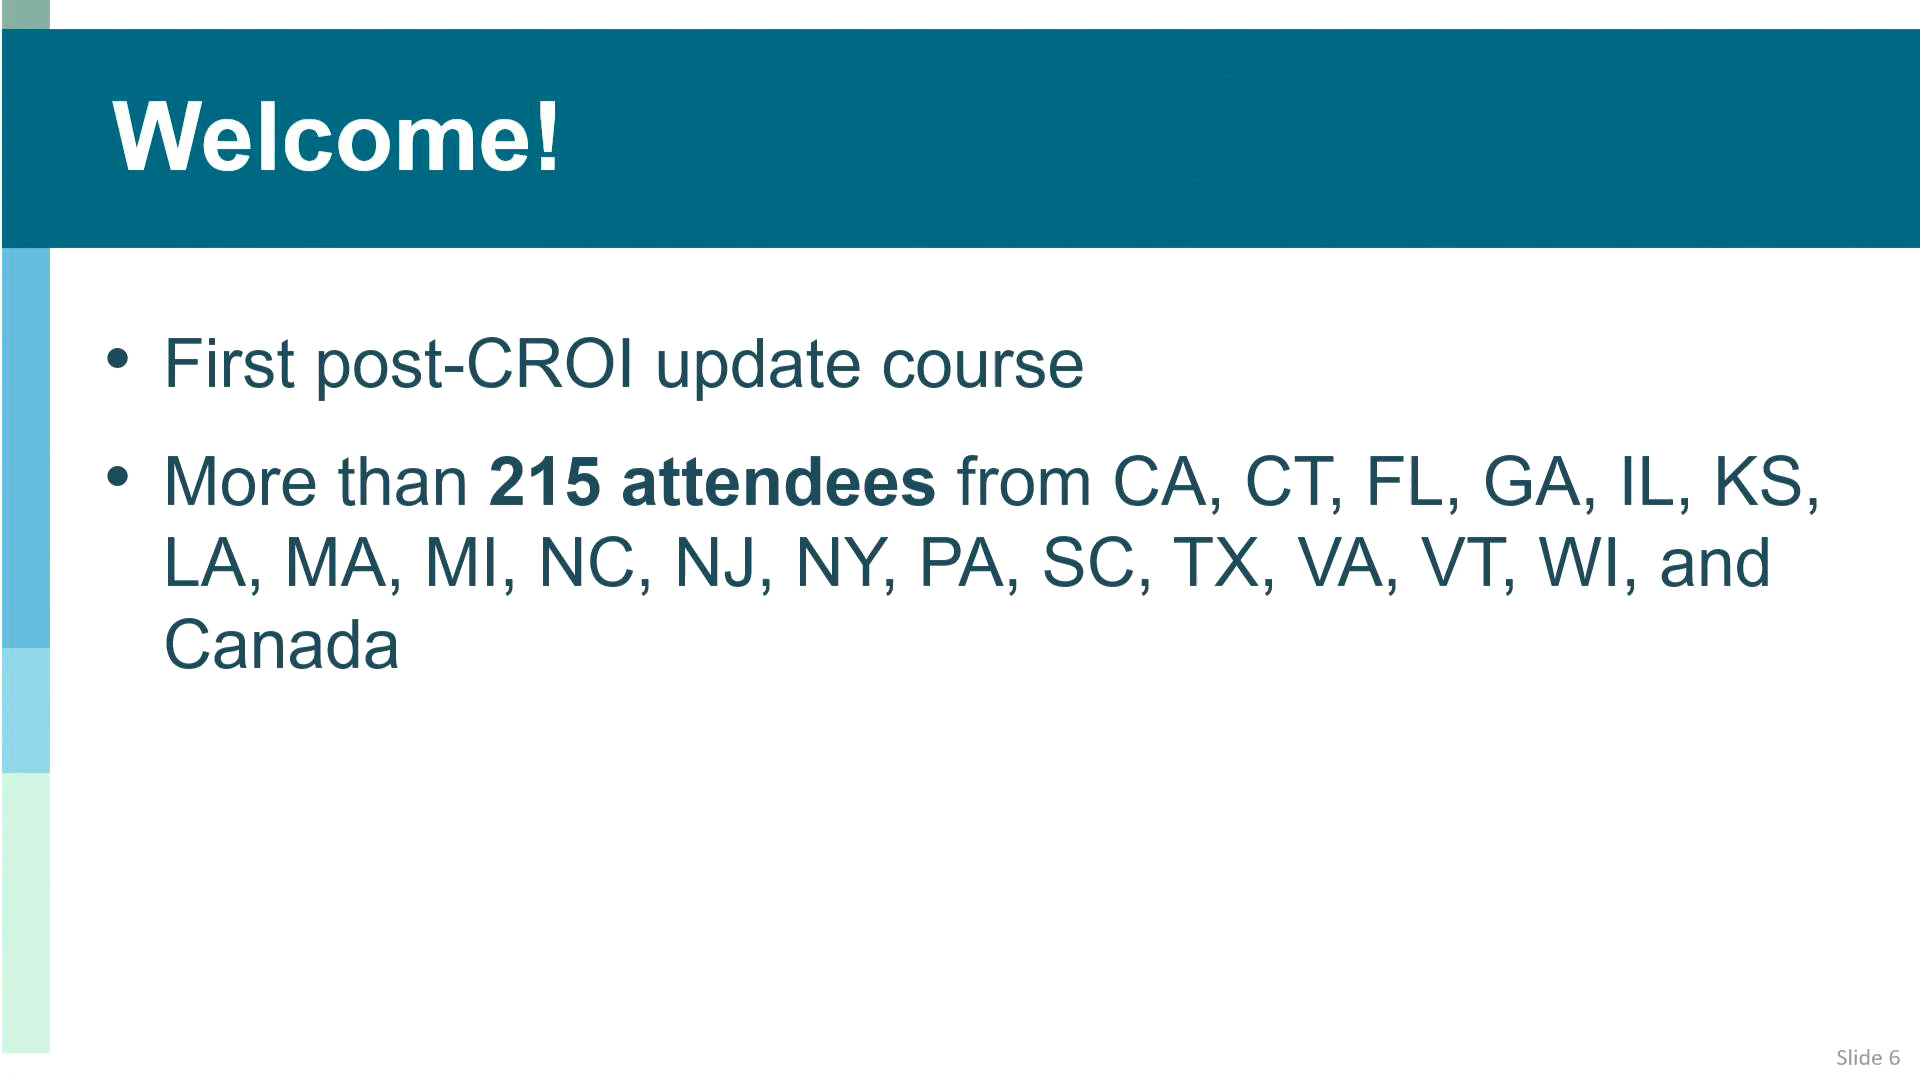 Welcome!
• First post-CROI update course
• More than 215 attendees from CA, CT, FL, GA, IL, KS,
LA, MA, MI, NC, NJ, NY, PA, SC, TX, VA, VT, WI, and
Canada
Slide 6